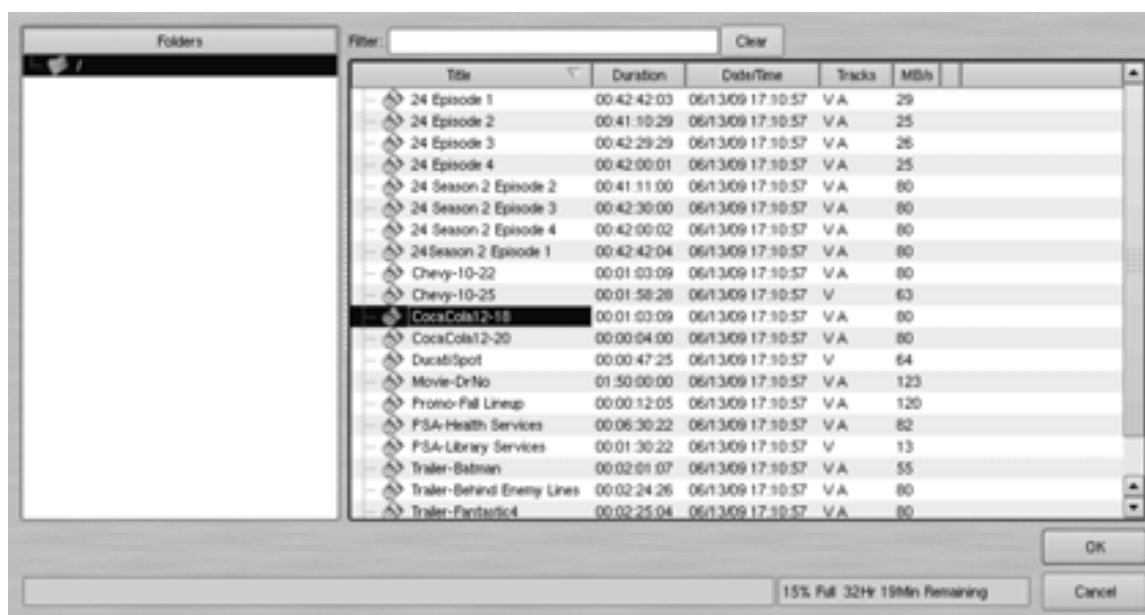 Folders
Filter:
Clear
/
Title Duration Date/Time Tracks MB/s
24 Episode 1 00:42:42:03 06/13/09 17:10:57 V A 29
24 Episode 2 00:41:10:29 06/13/09 17:10:57 V A 25
24 Episode 3 00:42:29:29 06/13/09 17:10:57 V A 26
24 Episode 4 00:42:00:01 06/13/09 17:10:57 V A 25
24 Season 2 Episode 2 00:41:11:00 06/13/09 17:10:57 V A 80
24 Season 2 Episode 3 00:42:30:00 06/13/09 17:10:57 V A 80
24 Season 2 Episode 4 00:42:00:02 06/13/09 17:10:57 V A 80
24Season 2 Episode 1 00:42:42:04 06/13/09 17:10:57 V A 80
Chevy-10-22 00:01:03:09 06/13/09 17:10:57 V A 80
Chevy-10-25 00:01:58:28 06/13/09 17:10:57 V 63
CocaCola12-18 00:01:03:09 06/13/09 17:10:57 V A 80
CocaCola12-20 00:00:04:00 06/13/09 17:10:57 V A 80
DucatiSpot 00:00:47:25 06/13/09 17:10:57 V 64
Movie-DrNo 01:50:00:00 06/13/09 17:10:57 V A 123
Promo-Fall Lineup 00:00:12:05 06/13/09 17:10:57 V A 120
PSA-Health Services 00:06:30:22 06/13/09 17:10:57 V A 82
PSA-Library Services 00:01:30:22 06/13/09 17:10:57 V 13
Trailer-Batman 00:02:01:07 06/13/09 17:10:57 V A 55
Trailer-Behind Enemy Lines 00:02:24:26 06/13/09 17:10:57 V A 80
Trailer-Fantastic4 00:02:25:04 06/13/09 17:10:57 V A 80
OK
15% Full 32Hr 19Min Remaining
Cancel